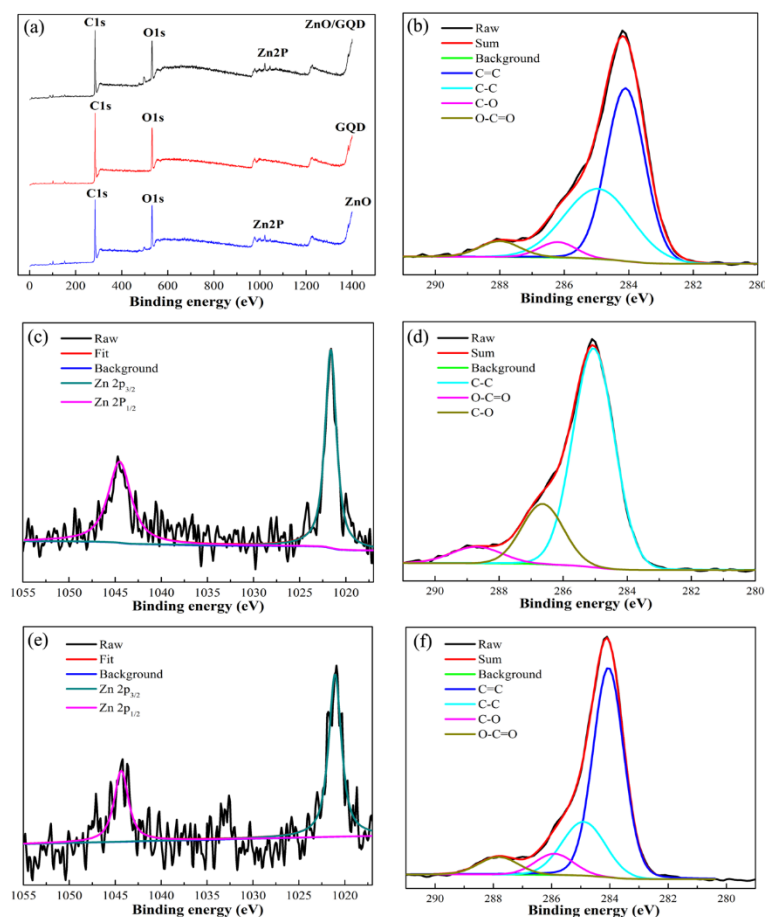 (a)
C1s
O1s
Zn2P
ZnO/GQD
C1s
O1s
GQD
C1s
O1s
Zn2P
ZnO
0 200 400 600 800 1000 1200 1400
Binding energy (eV)
(b)
Raw
Sum
Background
C=C
C-C
C-O
O-C=O
290 288 286 284 282 280
Binding energy (eV)
(c)
Raw
Fit
Background
Zn 2p3/2
Zn 2P1/2
1055 1050 1045 1040 1035 1030 1025 1020
Binding energy (eV)
(d)
Raw
Sum
Background
C-C
O-C=O
C-O
290 288 286 284 282 280
Binding energy (eV)
(e)
Raw
Fit
Background
Zn 2p3/2
Zn 2p1/2
1055 1050 1045 1040 1035 1030 1025 1020
Binding energy (eV)
(f)
Raw
Sum
Background
C=C
C-C
C-O
O-C=O
291 288 286 284 282 280
Binding energy (eV)